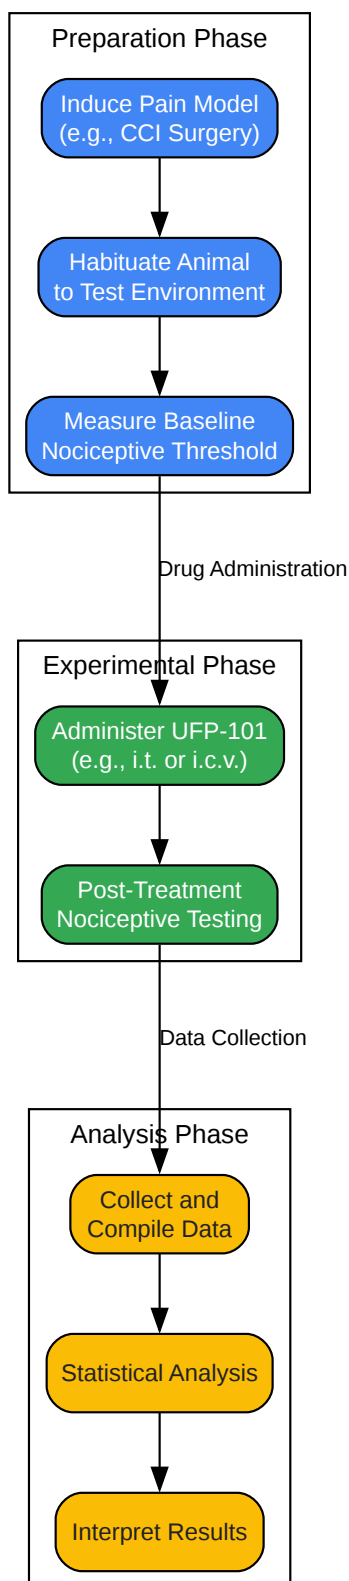 Preparation Phase
Induce Pain Model
(e.g., CCI Surgery)
Habituate Animal
to Test Environment
Measure Baseline
Nociceptive Threshold
Drug Administration
Experimental Phase
Administer UFP-101
(e.g., i.t. or i.c.v.)
Post-Treatment
Nociceptive Testing
Data Collection
Analysis Phase
Collect and
Compile Data
Statistical Analysis
Interpret Results